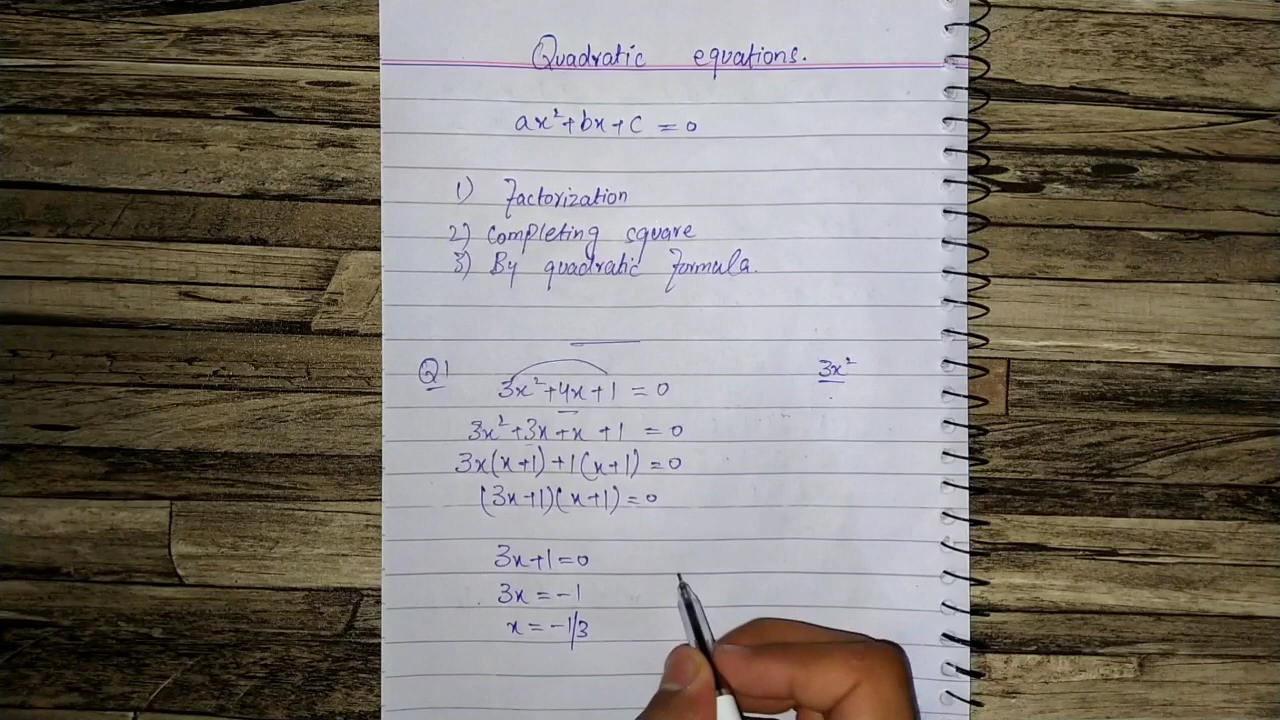 Quadratic equations.
ax²+bx+c = 0
1) Factorization
2) Completing square
3) By quadratic Formula.
Q1
3x²+4x+1 = 0
3x²
3x²+3x+x+1 = 0
3x(x+1)+1(x+1)=0
(3x+1)(x+1)=0
3x+1=0
3x=-1
x=-1/3